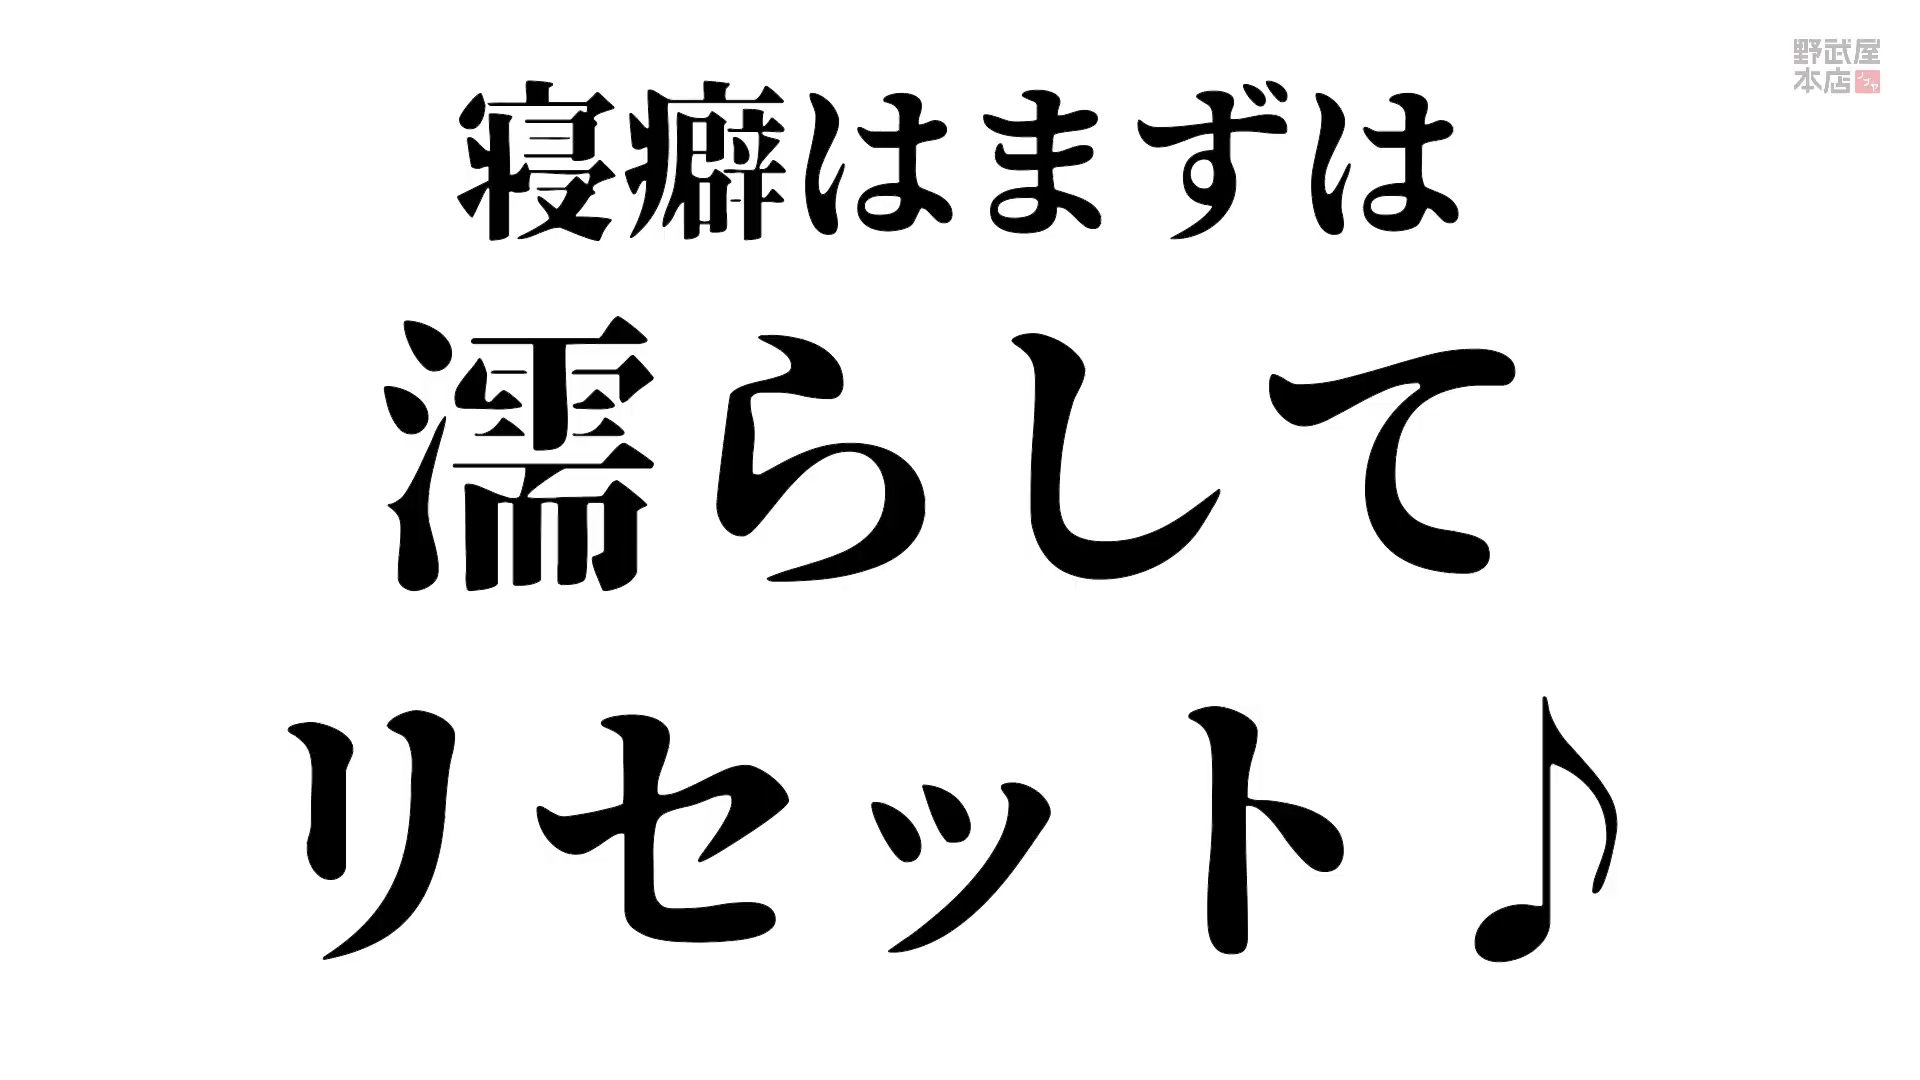 野武屋
本店
寝癖はまずは
濡らして
リセット♪